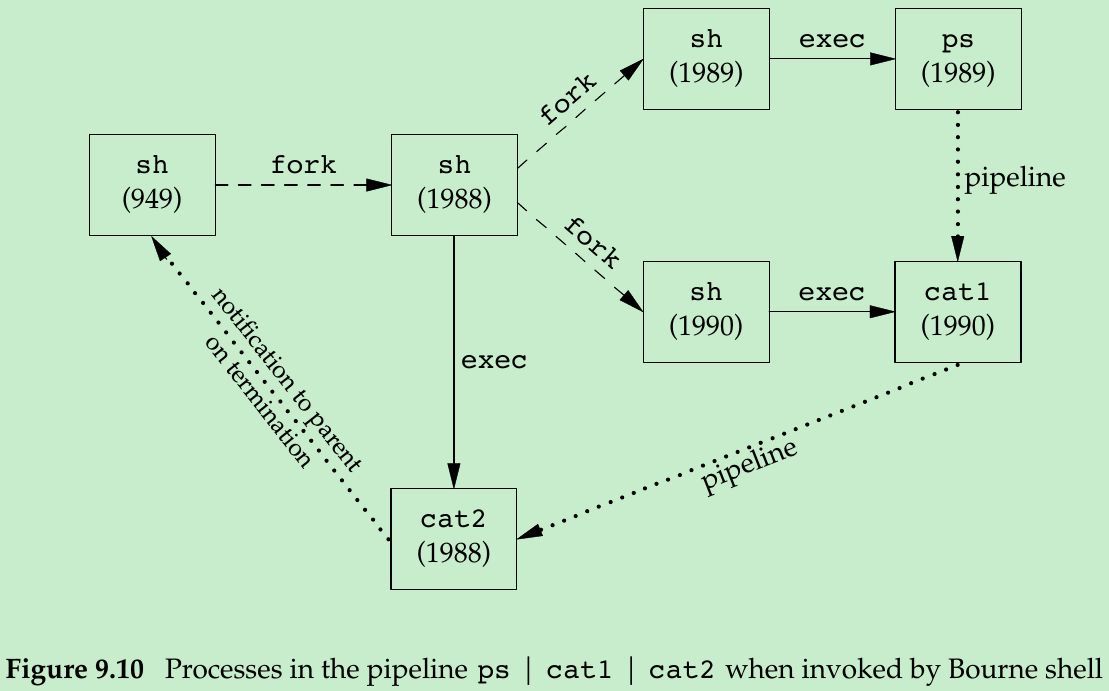 sh
(1989)
exec
ps
(1989)
fork
sh
(949)
fork
sh
(1988)
pipeline
fork
sh
(1990)
exec
cat1
(1990)
notification to parent
on termination
exec
pipeline
cat2
(1988)
Figure 9.10 Processes in the pipeline ps | cat1 | cat2 when invoked by Bourne shell